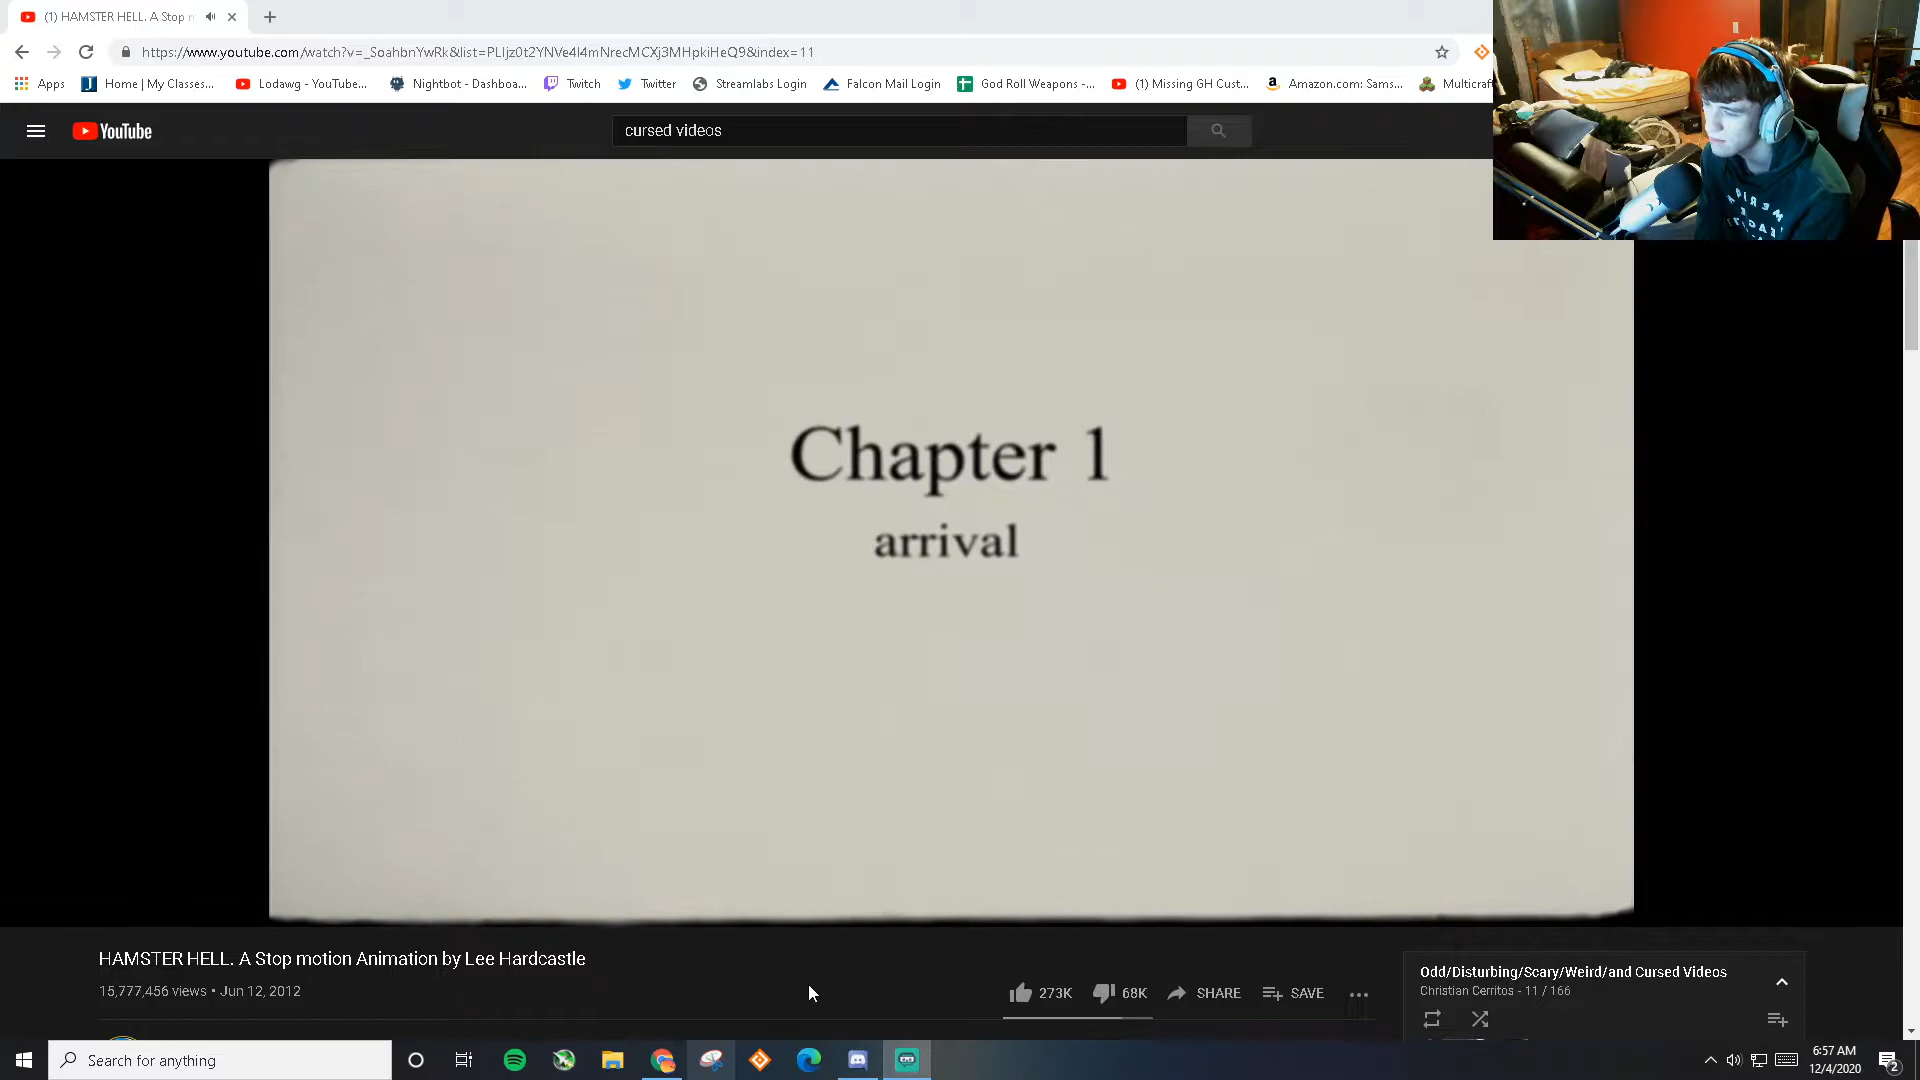 (1) HAMSTER HELL. A Stop n
https://www.youtube.com/watch?v=_SoahbnYwRk&list=PLljz0t2YNVe4l4mNrecMCXj3MHpkiHeQ9&index=11
Apps Home | My Classes... Lodawg - YouTube... Nightbot - Dashboa... Twitch Twitter Streamlabs Login Falcon Mail Login God Roll Weapons -... (1) Missing GH Cust... Amazon.com: Sams... Multicraft
YouTube
cursed videos
Chapter 1
arrival
HAMSTER HELL. A Stop motion Animation by Lee Hardcastle
15,777,456 views • Jun 12, 2012
273K 68K SHARE SAVE
Odd/Disturbing/Scary/Weird/and Cursed Videos
Christian Cerritos - 11 / 166
Search for anything
6:57 AM
12/4/2020
2